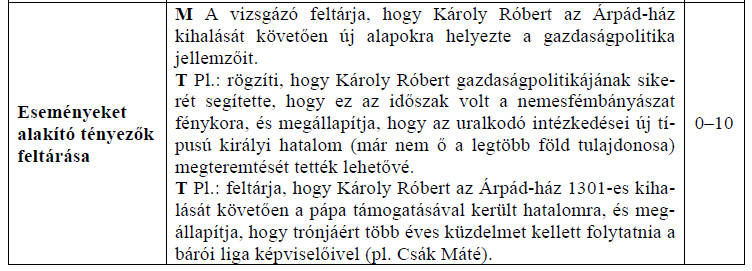 M A vizsgázó feltárja, hogy Károly Róbert az Árpád-ház
kihalását követően új alapokra helyezte a gazdaságpolitika
jellemzőit.
T Pl.: rögzíti, hogy Károly Róbert gazdaságpolitikájának sike-
rét segítette, hogy ez az időszak volt a nemesfémbányászat
fénykora, és megállapítja, hogy az uralkodó intézkedései új tí-
pusú királyi hatalom (már nem ő a legtöbb föld tulajdonosa)
megteremtését tették lehetővé.
T Pl.: feltárja, hogy Károly Róbert az Árpád-ház 1301-es kiha-
lását követően a pápa támogatásával került hatalomra, és meg-
állapítja, hogy trónjáért több éves küzdelmet kellett folytatnia a
bárói liga képviselőivel (pl. Csák Máté).
Eseményeket
alakító tényezők
feltárása
0–10